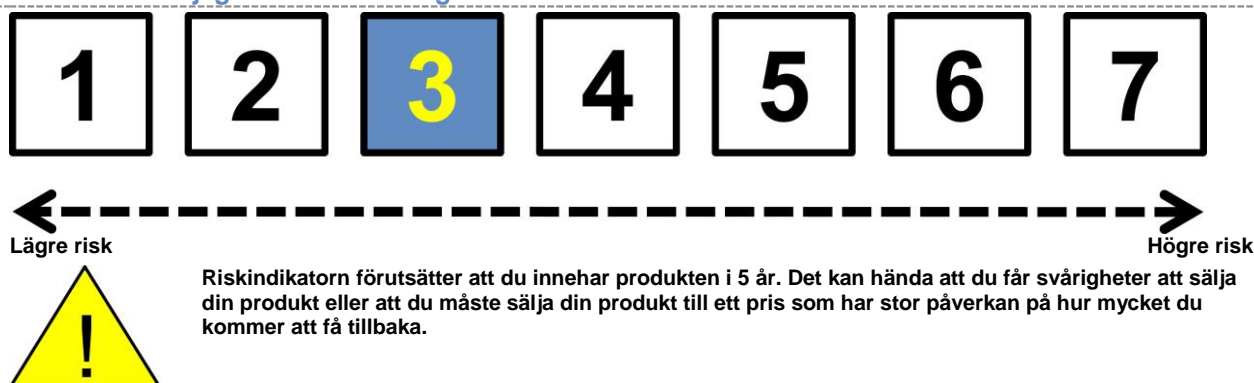 1 2 3 4 5 6 7
Lägre risk Högre risk
Riskindikatorn förutsätter att du innehar produkten i 5 år. Det kan hända att du får svårigheter att sälja
din produkt eller att du måste sälja din produkt till ett pris som har stor påverkan på hur mycket du
kommer att få tillbaka.
!